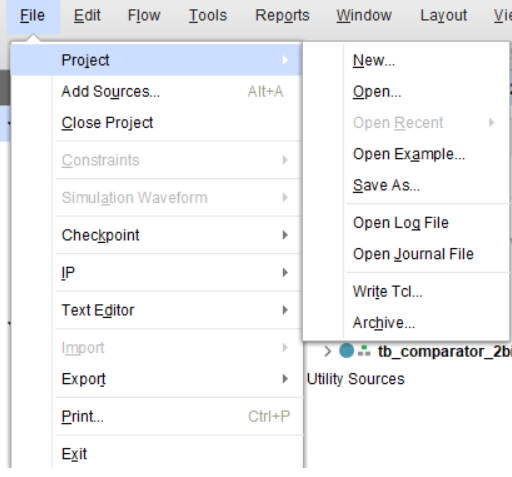 File Edit Flow Tools Reports Window Layout
Project
Add Sources... Alt+A
Close Project
Constraints
Simulation Waveform
Checkpoint
IP
Text Editor
Import
Export
Print... Ctrl+P
Exit
New...
Open...
Open Recent
Open Example...
Save As...
Open Log File
Open Journal File
Write Tcl...
Archive...
tb_comparator_2bi
Utility Sources